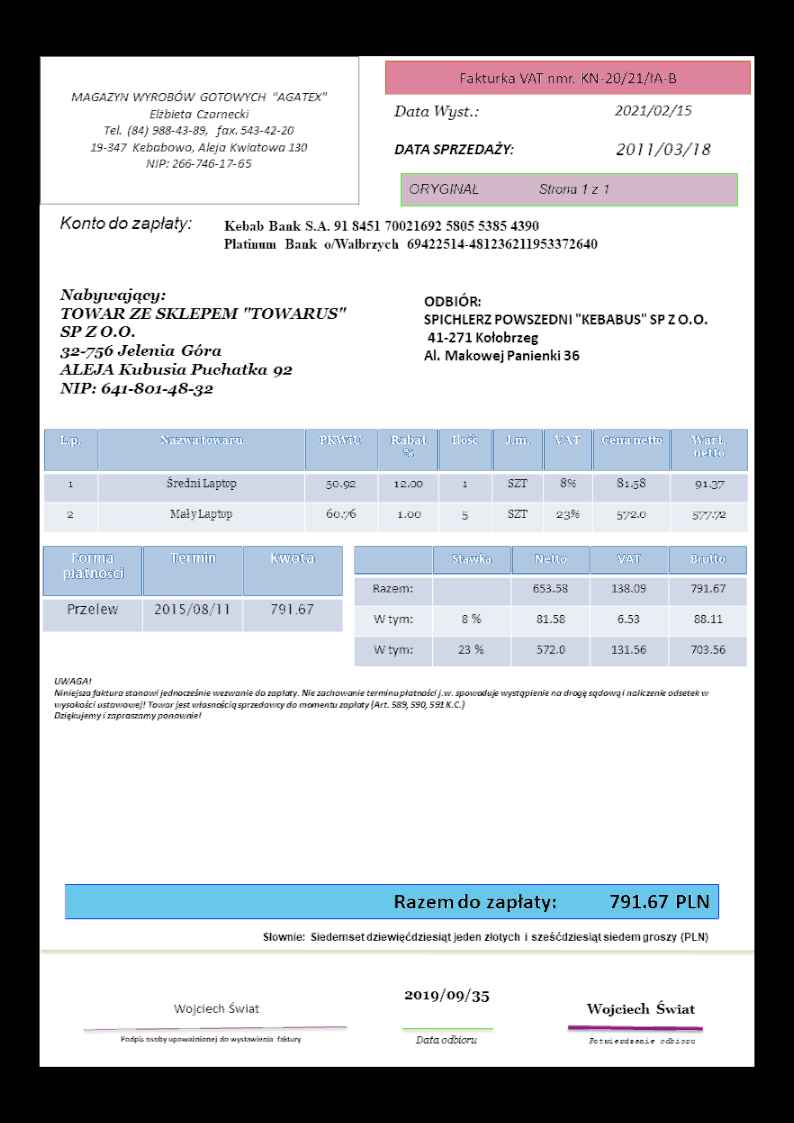 MAGAZYN WYROBÓW GOTOWYCH "AGATEX"
Elżbieta Czarnecki
Tel. (84) 988-43-89, fax. 543-42-20
19-347 Kebabowo, Aleja Kwiatowa 130
NIP: 266-746-17-65
Fakturka VAT nmr. KN-20/21/IA-B
Data Wyst.: 2021/02/15
DATA SPRZEDAŻY: 2011/03/18
ORYGINAŁ Strona 1 z 1
Konto do zapłaty: Kebab Bank S.A. 91 8451 70021692 5805 5385 4390
Platinum Bank o/Wałbrzych 69422514-481236211953372640
Nabywający:
TOWAR ZE SKLEPEM "TOWARUS"
SP Z O.O.
32-756 Jelenia Góra
ALEJA Kubusia Puchatka 92
NIP: 641-801-48-32
ODBIÓR:
SPICHLERZ POWSZEDNI "KEBABUS" SP Z O.O.
41-271 Kołobrzeg
Al. Makowej Panienki 36
L.p. Nazwa towaru PKWiU Rabat % Ilość J.m. VAT Cena netto Wart. netto
1 Średni Laptop 50.92 12.00 1 SZT 8% 81.58 91.37
2 Mały Laptop 60.76 1.00 5 SZT 23% 572.0 577.72
Forma płatności Termin Kwota
Przelew 2015/08/11 791.67
Stawka Netto VAT Brutto
Razem: 653.58 138.09 791.67
W tym: 8 % 81.58 6.53 88.11
W tym: 23 % 572.0 131.56 703.56
UWAGA!
Niniejsza faktura stanowi jednocześnie wezwanie do zapłaty. Nie zachowanie terminu płatności j.w. spowoduje wystąpienie na drogę sądową i naliczenie odsetek w
wysokości ustawowej! Towar jest własnością sprzedawcy do momentu zapłaty (Art. 589, 590, 591 K.C.)
Dziękujemy i zapraszamy ponownie!
Razem do zapłaty: 791.67 PLN
Słownie: Siedemset dziewięćdziesiąt jeden złotych i sześćdziesiąt siedem groszy (PLN)
Wojciech Świat
Podpis osoby upoważnionej do wystawienia faktury
2019/09/35
Data odbioru
Wojciech Świat
Potwierdzenie odbioru